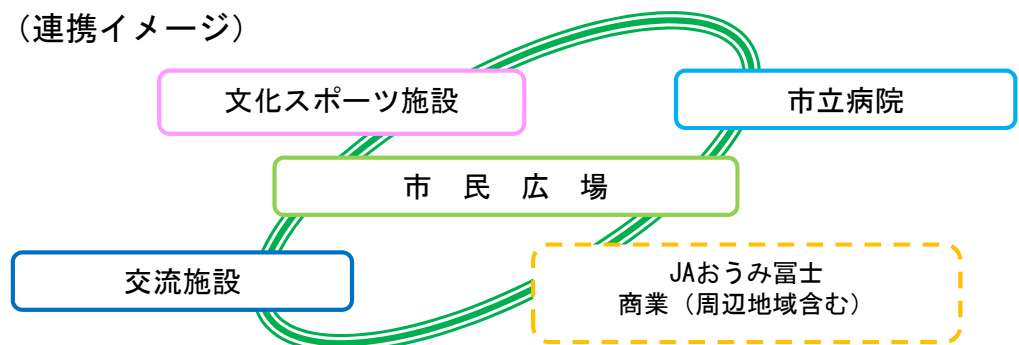 (連携イメージ)
文化スポーツ施設
市立病院
市 民 広 場
交流施設
JAおうみ冨士
商業(周辺地域含む)